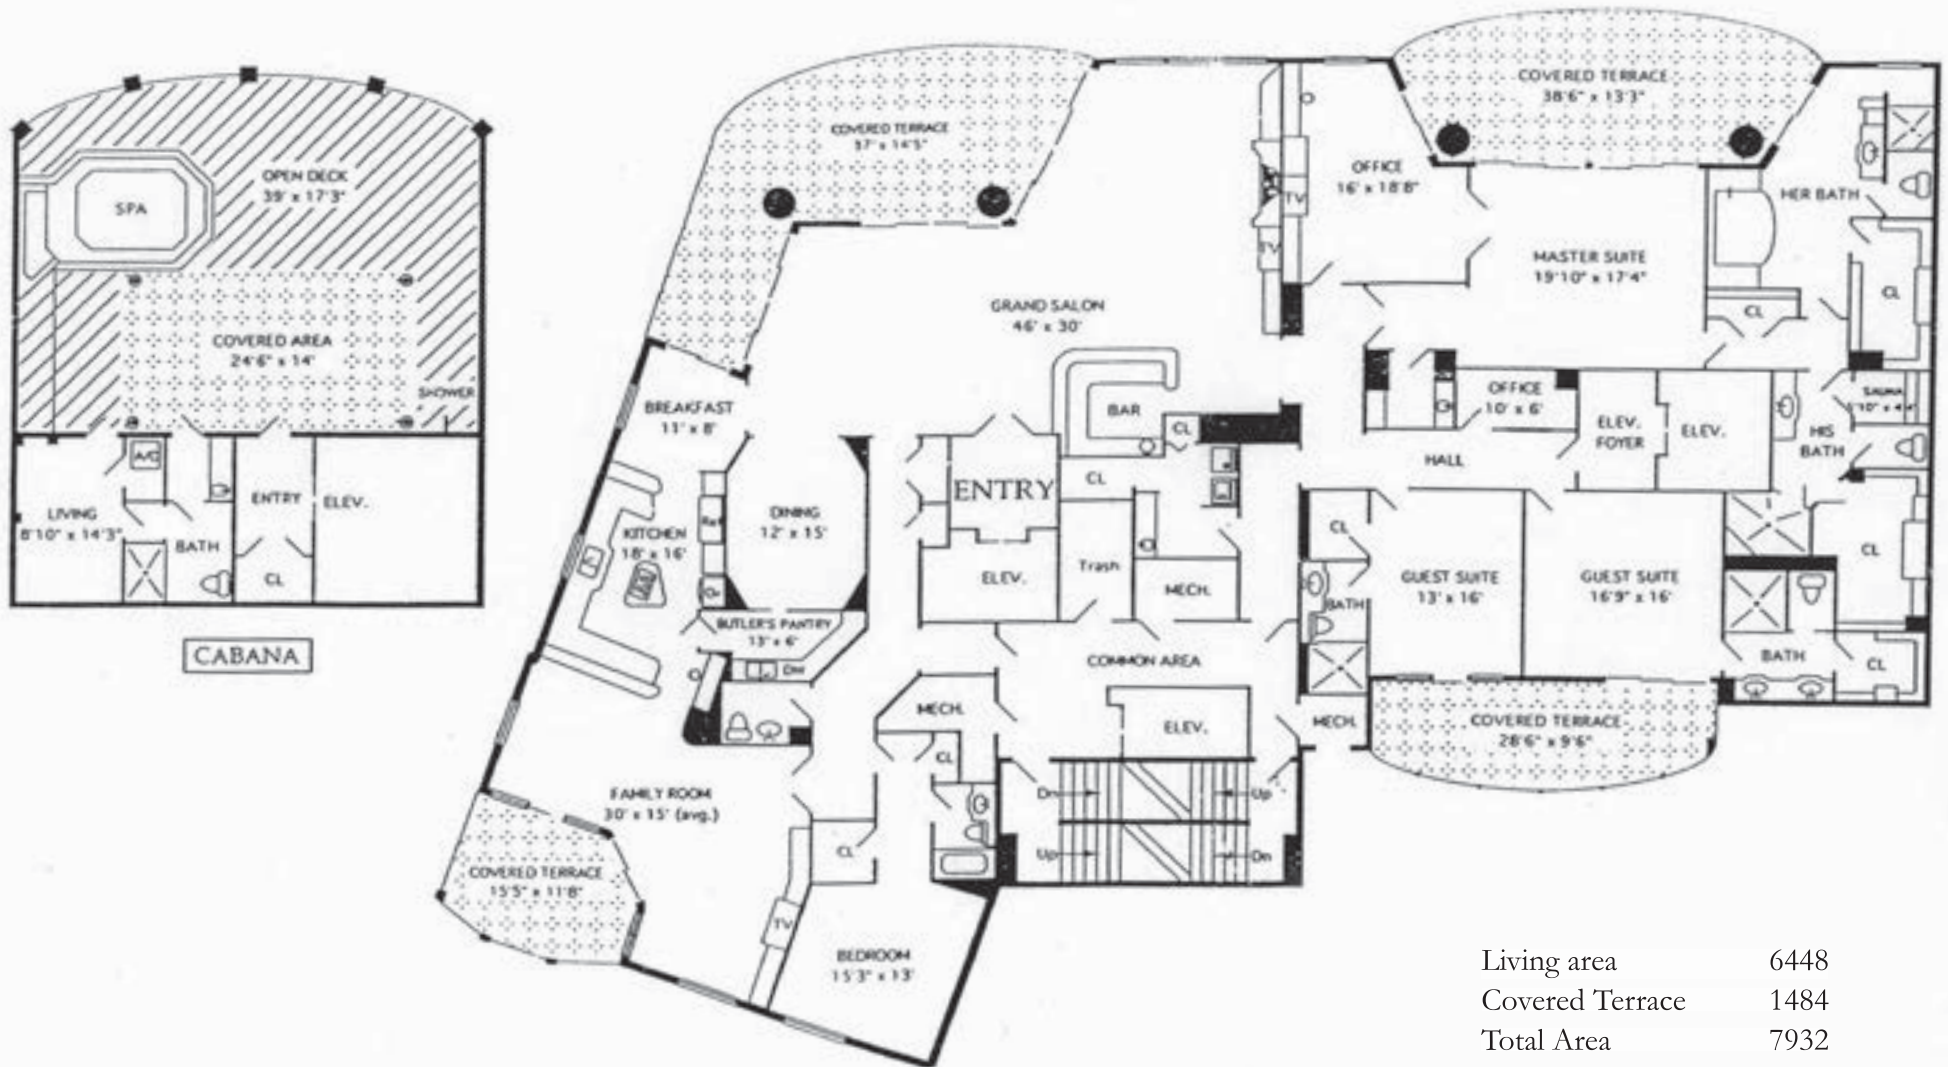 OPEN DECK
39' x 17'3"
SPA
COVERED AREA
24'6" x 14'
SHOWER
A/C
LIVING
8'10" x 14'3"
BATH
ENTRY
ELEV.
CL
CABANA
COVERED TERRACE
37' x 14'5"
GRAND SALON
46' x 30'
TV
TV
OFFICE
16' x 18'8"
COVERED TERRACE
38'6" x 13'3"
MASTER SUITE
19'10" x 17'4"
HER BATH
CL
CL
BREAKFAST
11' x 8'
BAR
CL
OFFICE
10' x 6'
ELEV.
FOYER
ELEV.
SAUNA
HIS
BATH
HALL
ENTRY
CL
DINING
12' x 15'
KITCHEN
18' x 16'
Ref
Ov
ELEV.
Trash
MECH.
CL
BATH
GUEST SUITE
13' x 16'
GUEST SUITE
16'9" x 16'
CL
BUTLER'S PANTRY
13' x 6'
DW
COMMON AREA
BATH
CL
MECH.
ELEV.
MECH.
COVERED TERRACE
28'6" x 9'6"
CL
FAMILY ROOM
30' x 15' (avg.)
Dn
Up
Up
Dn
CL
COVERED TERRACE
15'5" x 11'8"
TV
BEDROOM
15'3" x 13'
Living area 6448
Covered Terrace 1484
Total Area 7932